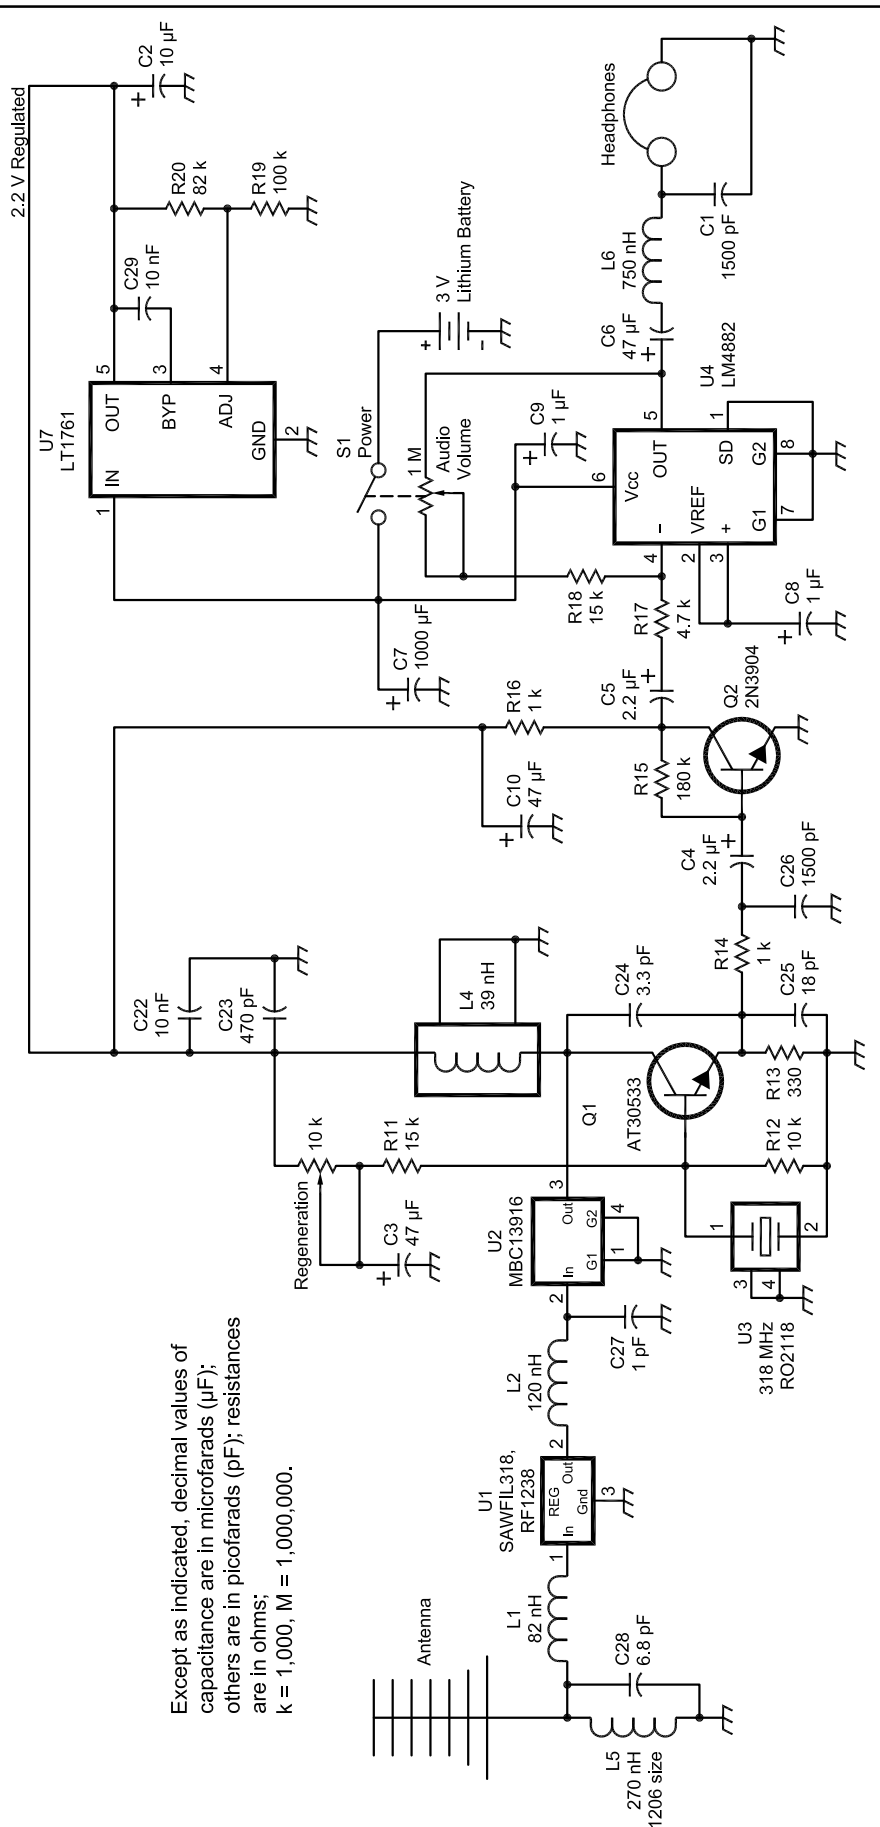 Except as indicated, decimal values of
capacitance are in microfarads (µF);
others are in picofarads (pF); resistances
are in ohms;
k = 1,000, M = 1,000,000.
Antenna
L5
270 nH
1206 size
C28
6.8 pF
L1
82 nH
U1
SAWFIL318,
RF1238
REG
In
Out
Gnd
1
2
3
L2
120 nH
C27
1 pF
U2
MBC13916
In
Out
G1
G2
2
3
1
4
U3
318 MHz
RO2118
1
2
3
4
Regeneration
10 k
C3
47 µF
R11
15 k
R12
10 k
R13
330
Q1
AT30533
C22
10 nF
C23
470 pF
L4
39 nH
C24
3.3 pF
C25
18 pF
R14
1 k
C26
1500 pF
C4
2.2 µF
+
C10
47 µF
+
R16
1 k
R15
180 k
Q2
2N3904
C5
2.2 µF
+
R17
4.7 k
R18
15 k
C7
1000 µF
+
C8
1 µF
+
S1
Power
1 M
Audio
Volume
C9
1 µF
+
3 V
Lithium Battery
+
-
U4
LM4882
Vcc
OUT
VREF
SD
G1
G2
-
+
4
2
3
6
5
1
7
8
C6
47 µF
+
L6
750 nH
C1
1500 pF
Headphones
U7
LT1761
IN
OUT
BYP
ADJ
GND
1
5
3
4
2
C29
10 nF
R20
82 k
R19
100 k
C2
10 µF
+
2.2 V Regulated